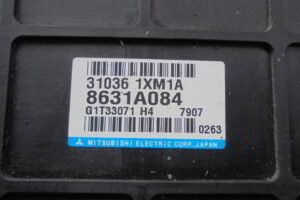 31036 1XM1A
8631A084
G1T33071 H4 7907
0263
MITSUBISHI ELECTRIC CORP. JAPAN